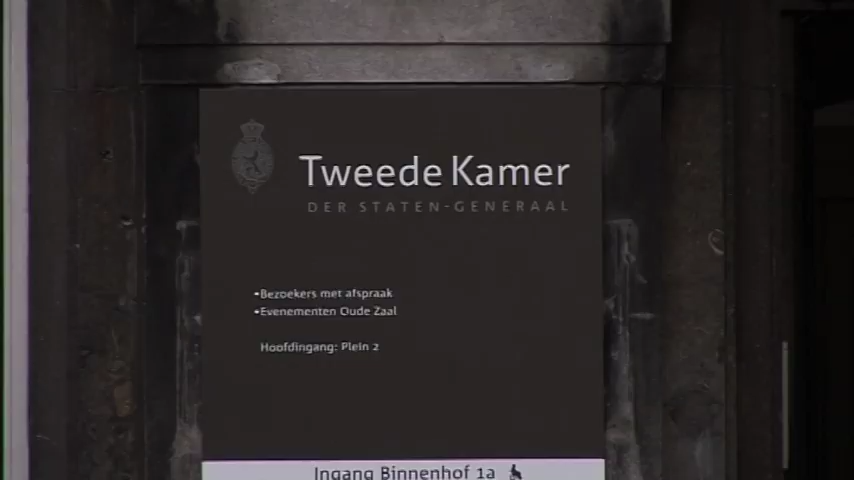 Tweede Kamer
DER STATEN-GENERAAL
•Bezoekers met afspraak
•Evenementen Oude Zaal
Hoofdingang: Plein 2
Ingang Binnenhof 1a